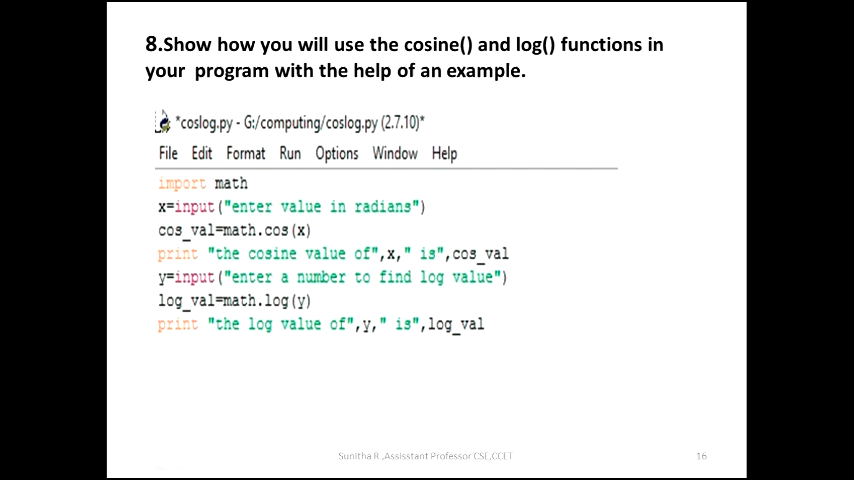 8.Show how you will use the cosine() and log() functions in
your program with the help of an example.
*coslog.py - G:/computing/coslog.py (2.7.10)*
File Edit Format Run Options Window Help
import math
x=input("enter value in radians")
cos_val=math.cos(x)
print "the cosine value of",x," is",cos_val
y=input("enter a number to find log value")
log_val=math.log(y)
print "the log value of",y," is",log_val
Sunitha R ,Assisstant Professor CSE,CCET
16